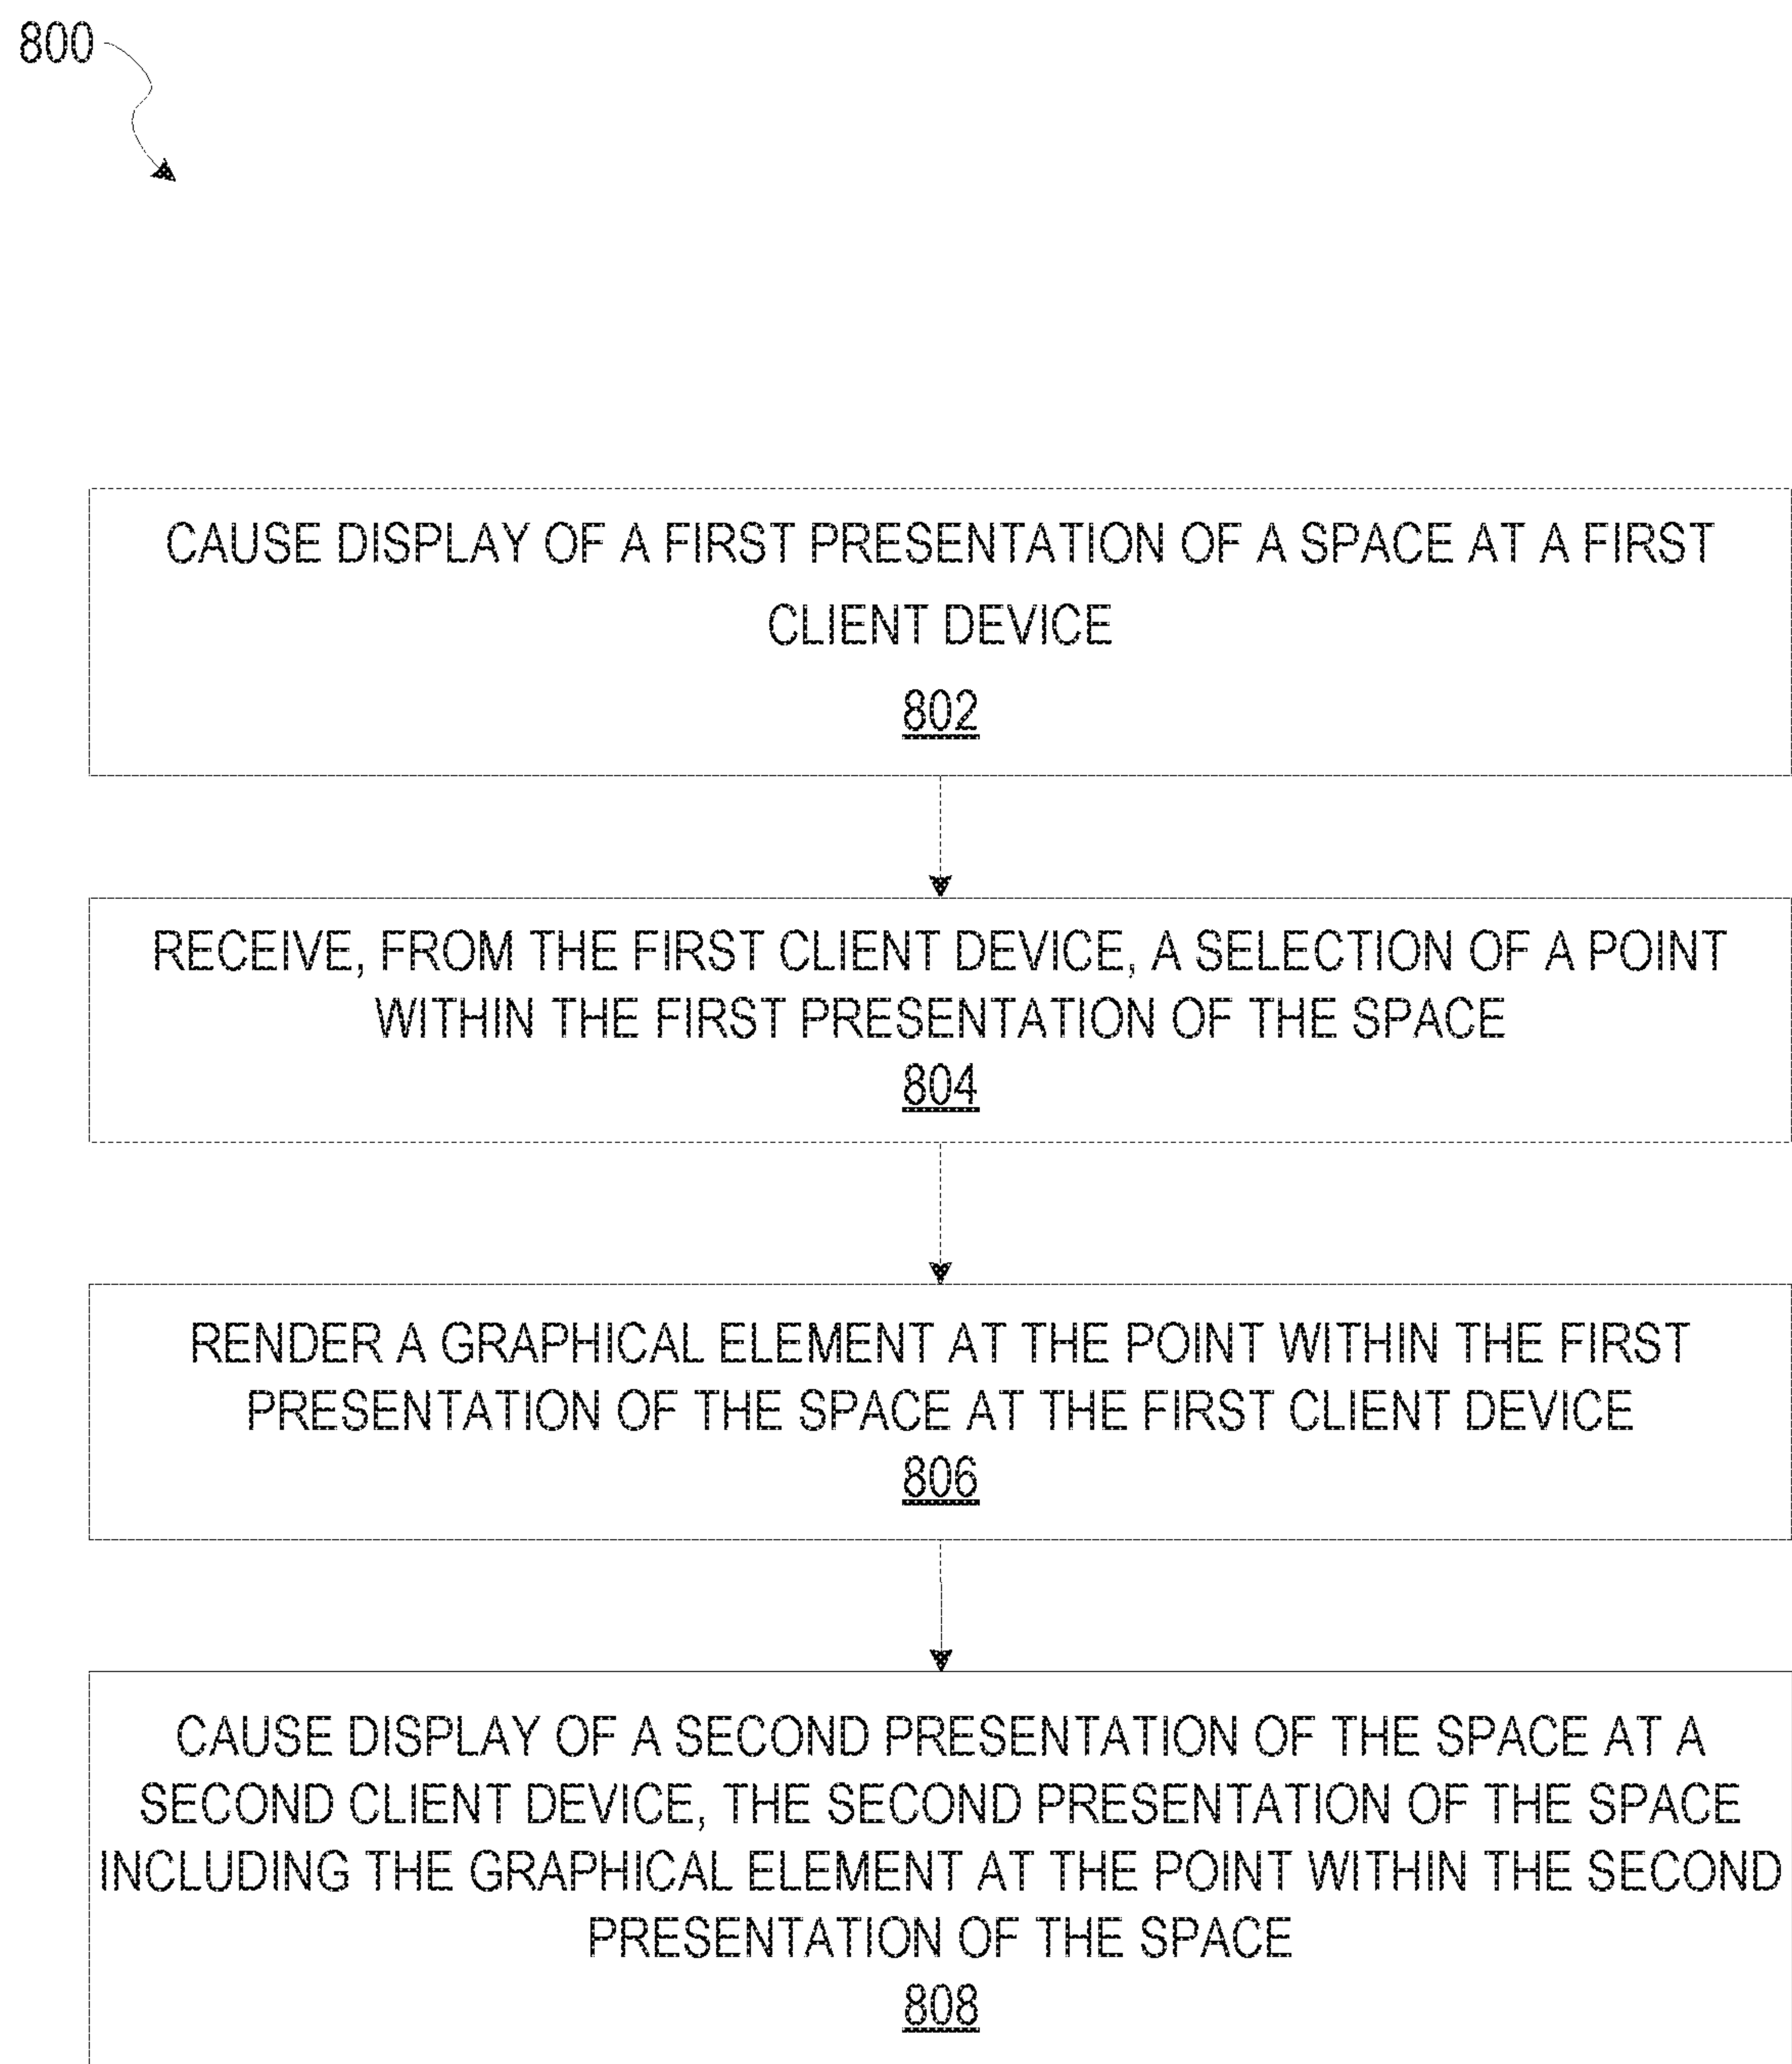 800
CAUSE DISPLAY OF A FIRST PRESENTATION OF A SPACE AT A FIRST
CLIENT DEVICE
802
RECEIVE, FROM THE FIRST CLIENT DEVICE, A SELECTION OF A POINT
WITHIN THE FIRST PRESENTATION OF THE SPACE
804
RENDER A GRAPHICAL ELEMENT AT THE POINT WITHIN THE FIRST
PRESENTATION OF THE SPACE AT THE FIRST CLIENT DEVICE
806
CAUSE DISPLAY OF A SECOND PRESENTATION OF THE SPACE AT A
SECOND CLIENT DEVICE, THE SECOND PRESENTATION OF THE SPACE
INCLUDING THE GRAPHICAL ELEMENT AT THE POINT WITHIN THE SECOND
PRESENTATION OF THE SPACE
808